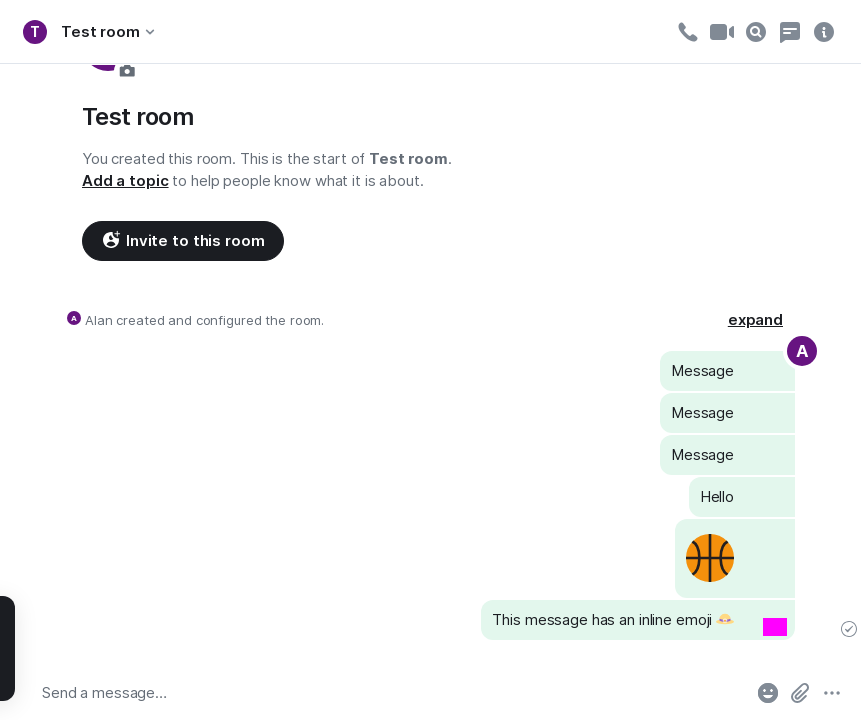 T Test room
Test room
You created this room. This is the start of Test room.
Add a topic to help people know what it is about.
Invite to this room
A Alan created and configured the room. expand
A
Message
Message
Message
Hello
This message has an inline emoji 👒
Send a message…